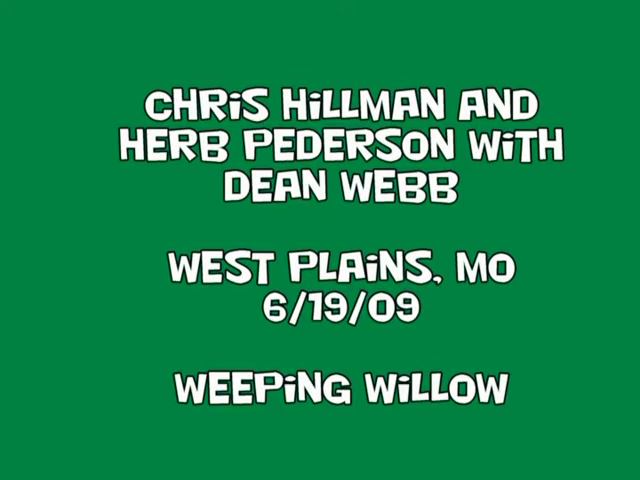 CHRIS HILLMAN AND
HERB PEDERSON WITH
DEAN WEBB
WEST PLAINS, MO
6/19/09
WEEPING WILLOW